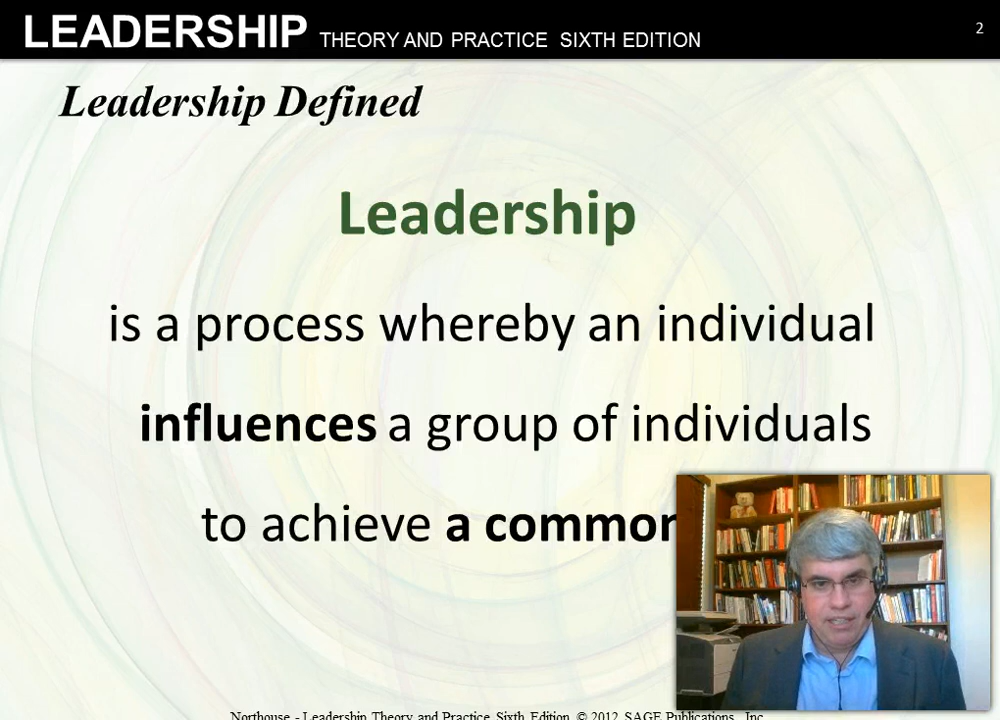 LEADERSHIP THEORY AND PRACTICE SIXTH EDITION
2
Leadership Defined
Leadership
is a process whereby an individual
influences a group of individuals
to achieve a common
Northouse - Leadership Theory and Practice, Sixth Edition © 2012 SAGE Publications, Inc.